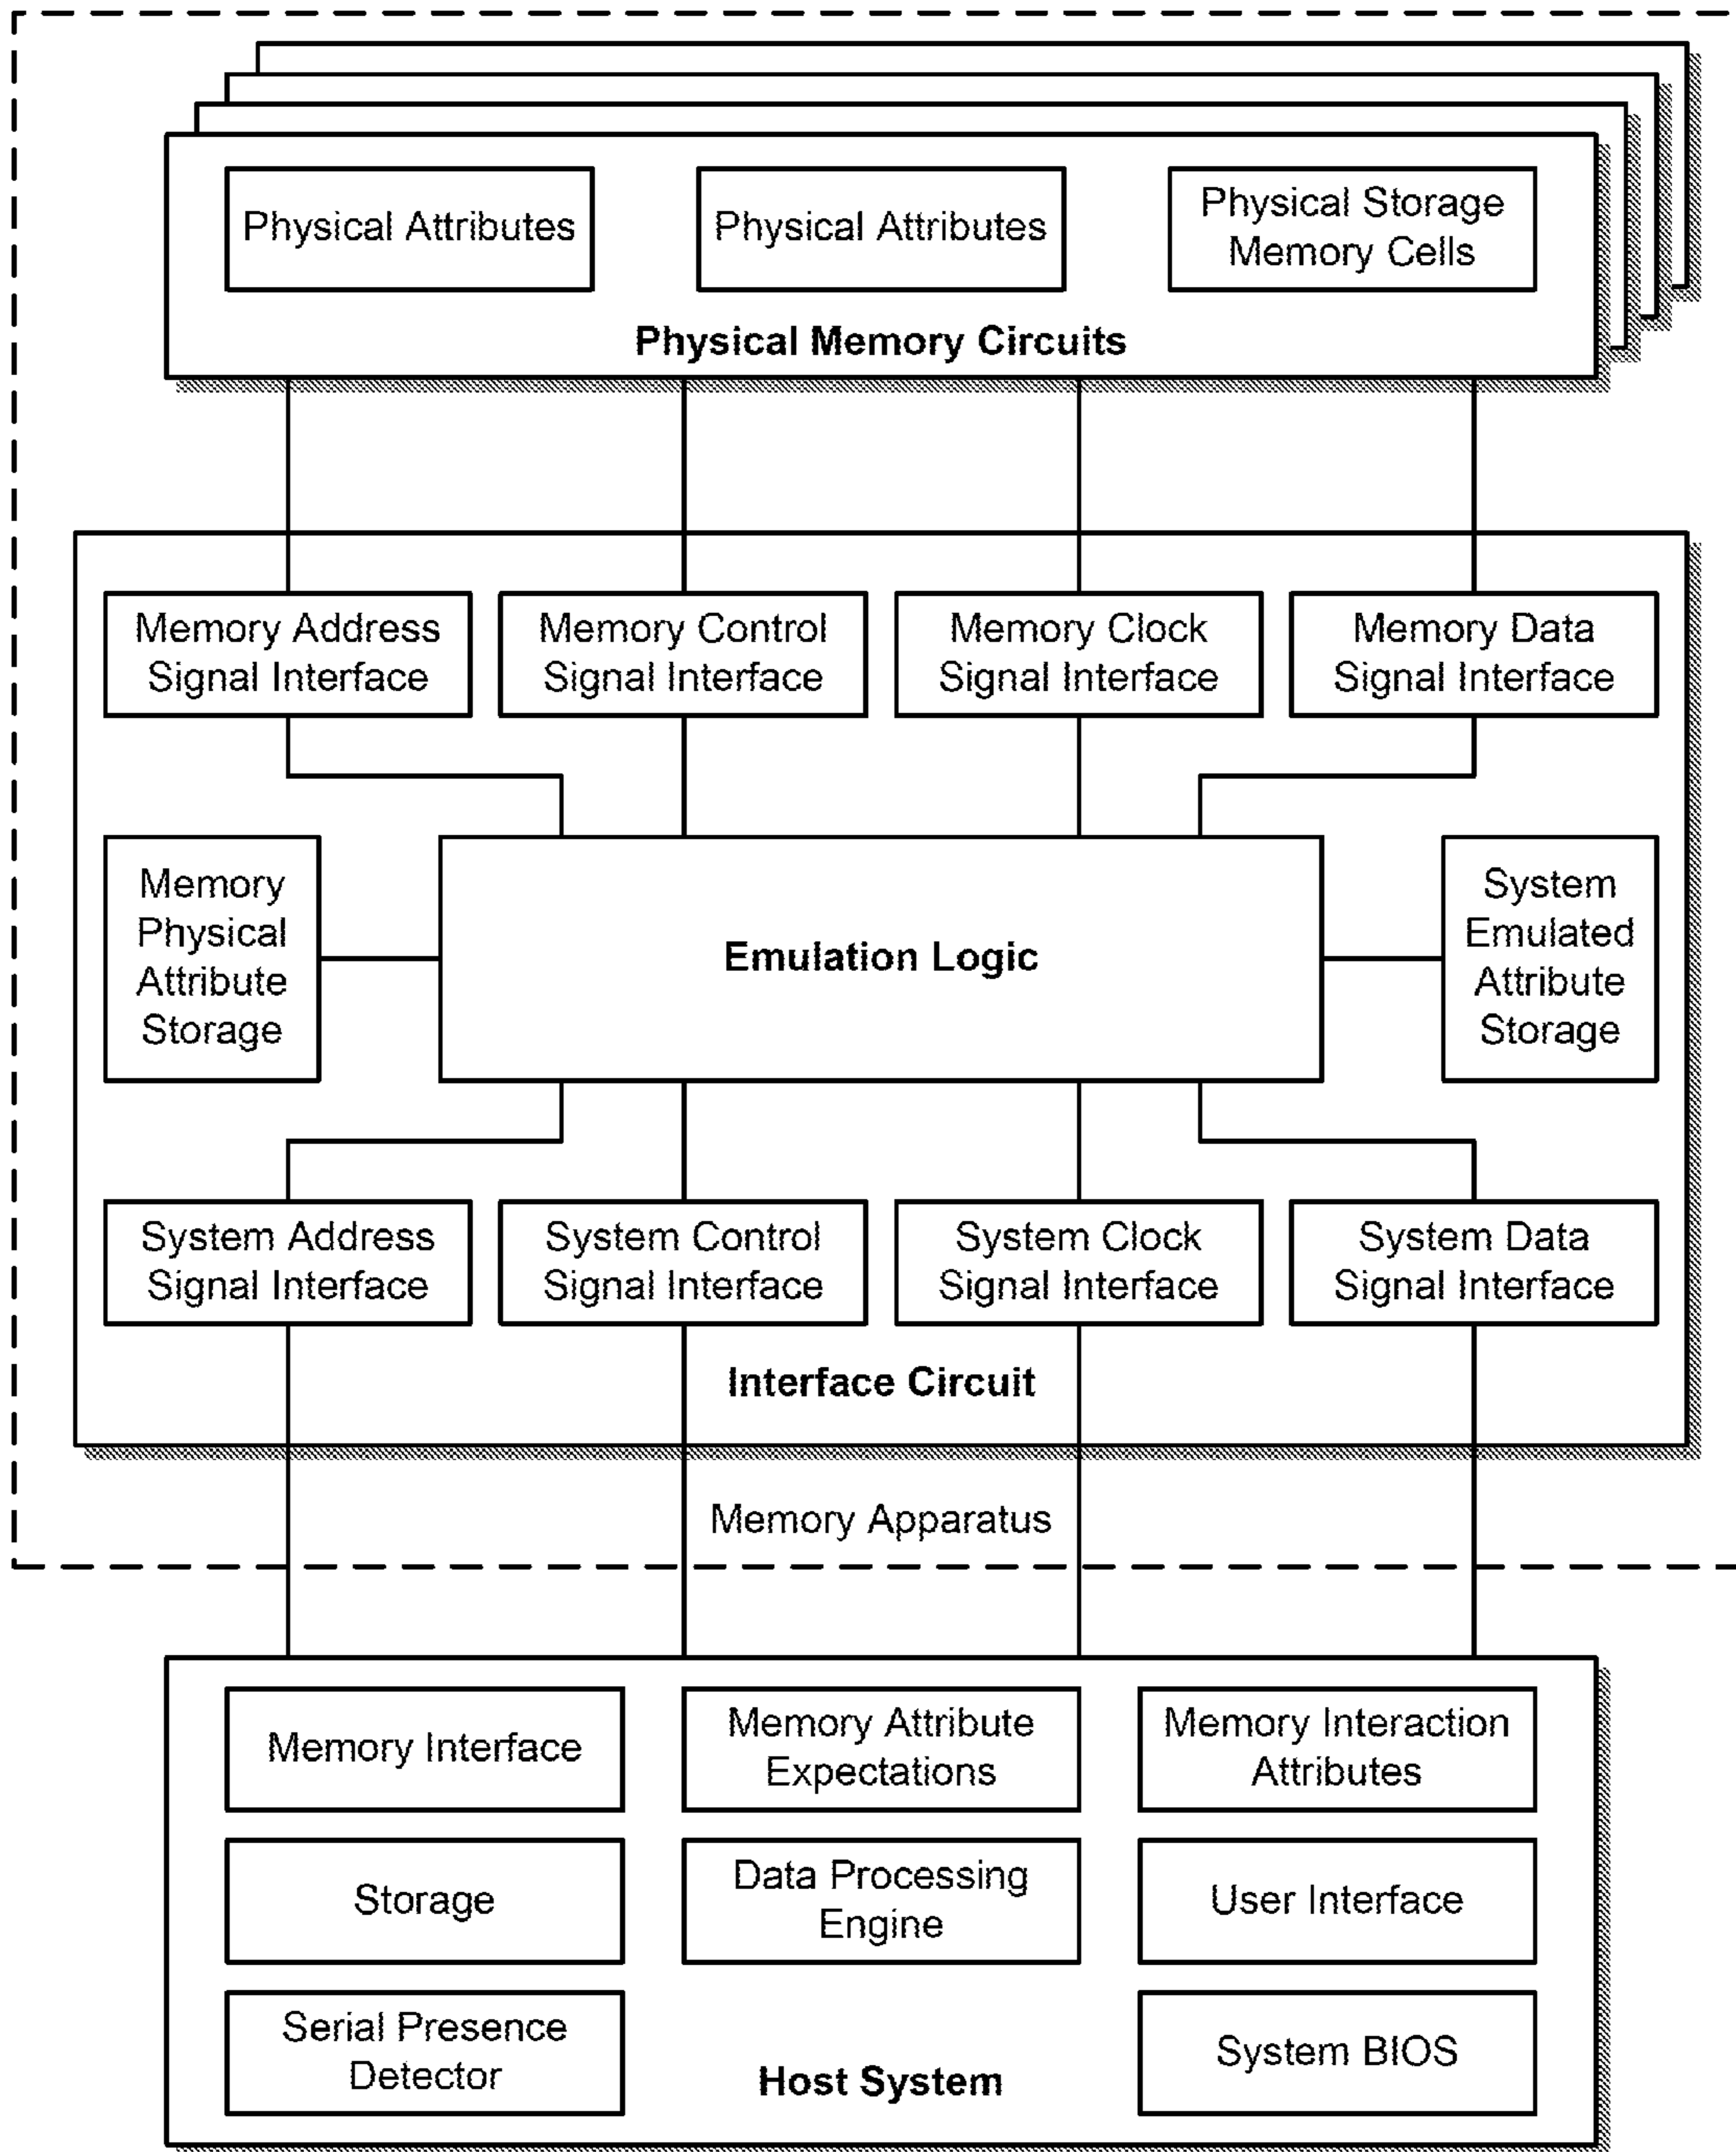 Physical Attributes
Physical Attributes
Physical Storage
Memory Cells
Physical Memory Circuits
Memory Address
Signal Interface
Memory Control
Signal Interface
Memory Clock
Signal Interface
Memory Data
Signal Interface
Memory
Physical
Attribute
Storage
Emulation Logic
System
Emulated
Attribute
Storage
System Address
Signal Interface
System Control
Signal Interface
System Clock
Signal Interface
System Data
Signal Interface
Interface Circuit
Memory Apparatus
Memory Interface
Memory Attribute
Expectations
Memory Interaction
Attributes
Storage
Data Processing
Engine
User Interface
Serial Presence
Detector
System BIOS
Host System